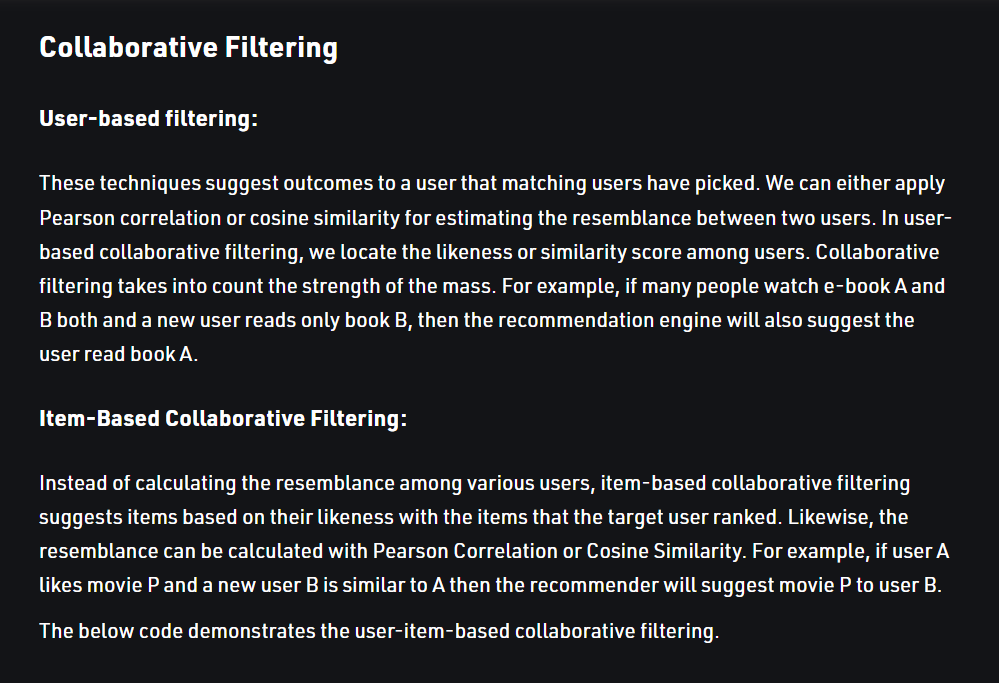 Collaborative Filtering
User-based filtering:
These techniques suggest outcomes to a user that matching users have picked. We can either apply
Pearson correlation or cosine similarity for estimating the resemblance between two users. In user-
based collaborative filtering, we locate the likeness or similarity score among users. Collaborative
filtering takes into count the strength of the mass. For example, if many people watch e-book A and
B both and a new user reads only book B, then the recommendation engine will also suggest the
user read book A.
Item-Based Collaborative Filtering:
Instead of calculating the resemblance among various users, item-based collaborative filtering
suggests items based on their likeness with the items that the target user ranked. Likewise, the
resemblance can be calculated with Pearson Correlation or Cosine Similarity. For example, if user A
likes movie P and a new user B is similar to A then the recommender will suggest movie P to user B.
The below code demonstrates the user-item-based collaborative filtering.